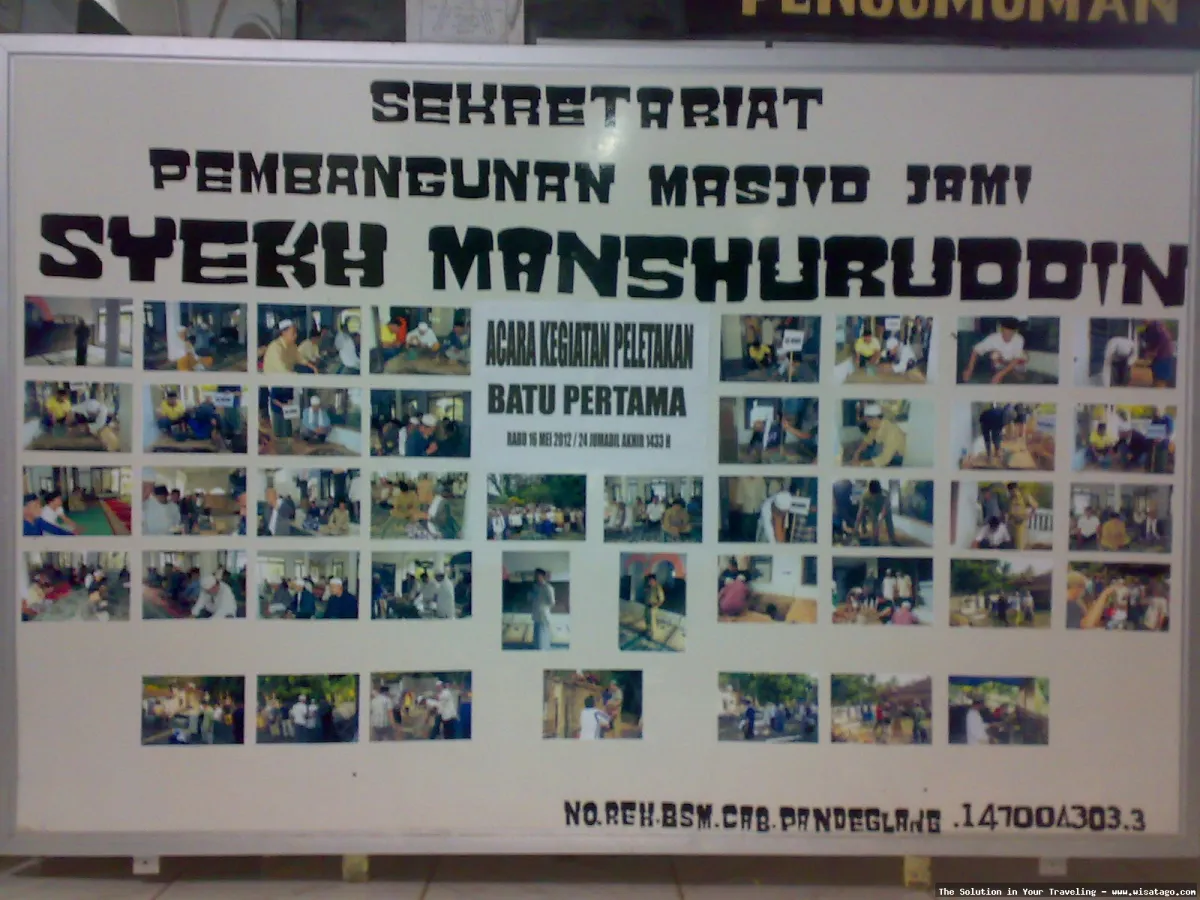 PENGUMUMAN
SEKRETARIAT
PEMBANGUNAN MASJID JAMI
SYEKH MANSHURUDDIN
ACARA KEGIATAN PELETAKAN
BATU PERTAMA
RABU 16 MEI 2012 / 24 JUMADIL AKHIR 1433 H
NO.REK.BSM.CAB.PANDEGLANG .147004303.3
The Solution in Your Traveling - www.wisatago.com